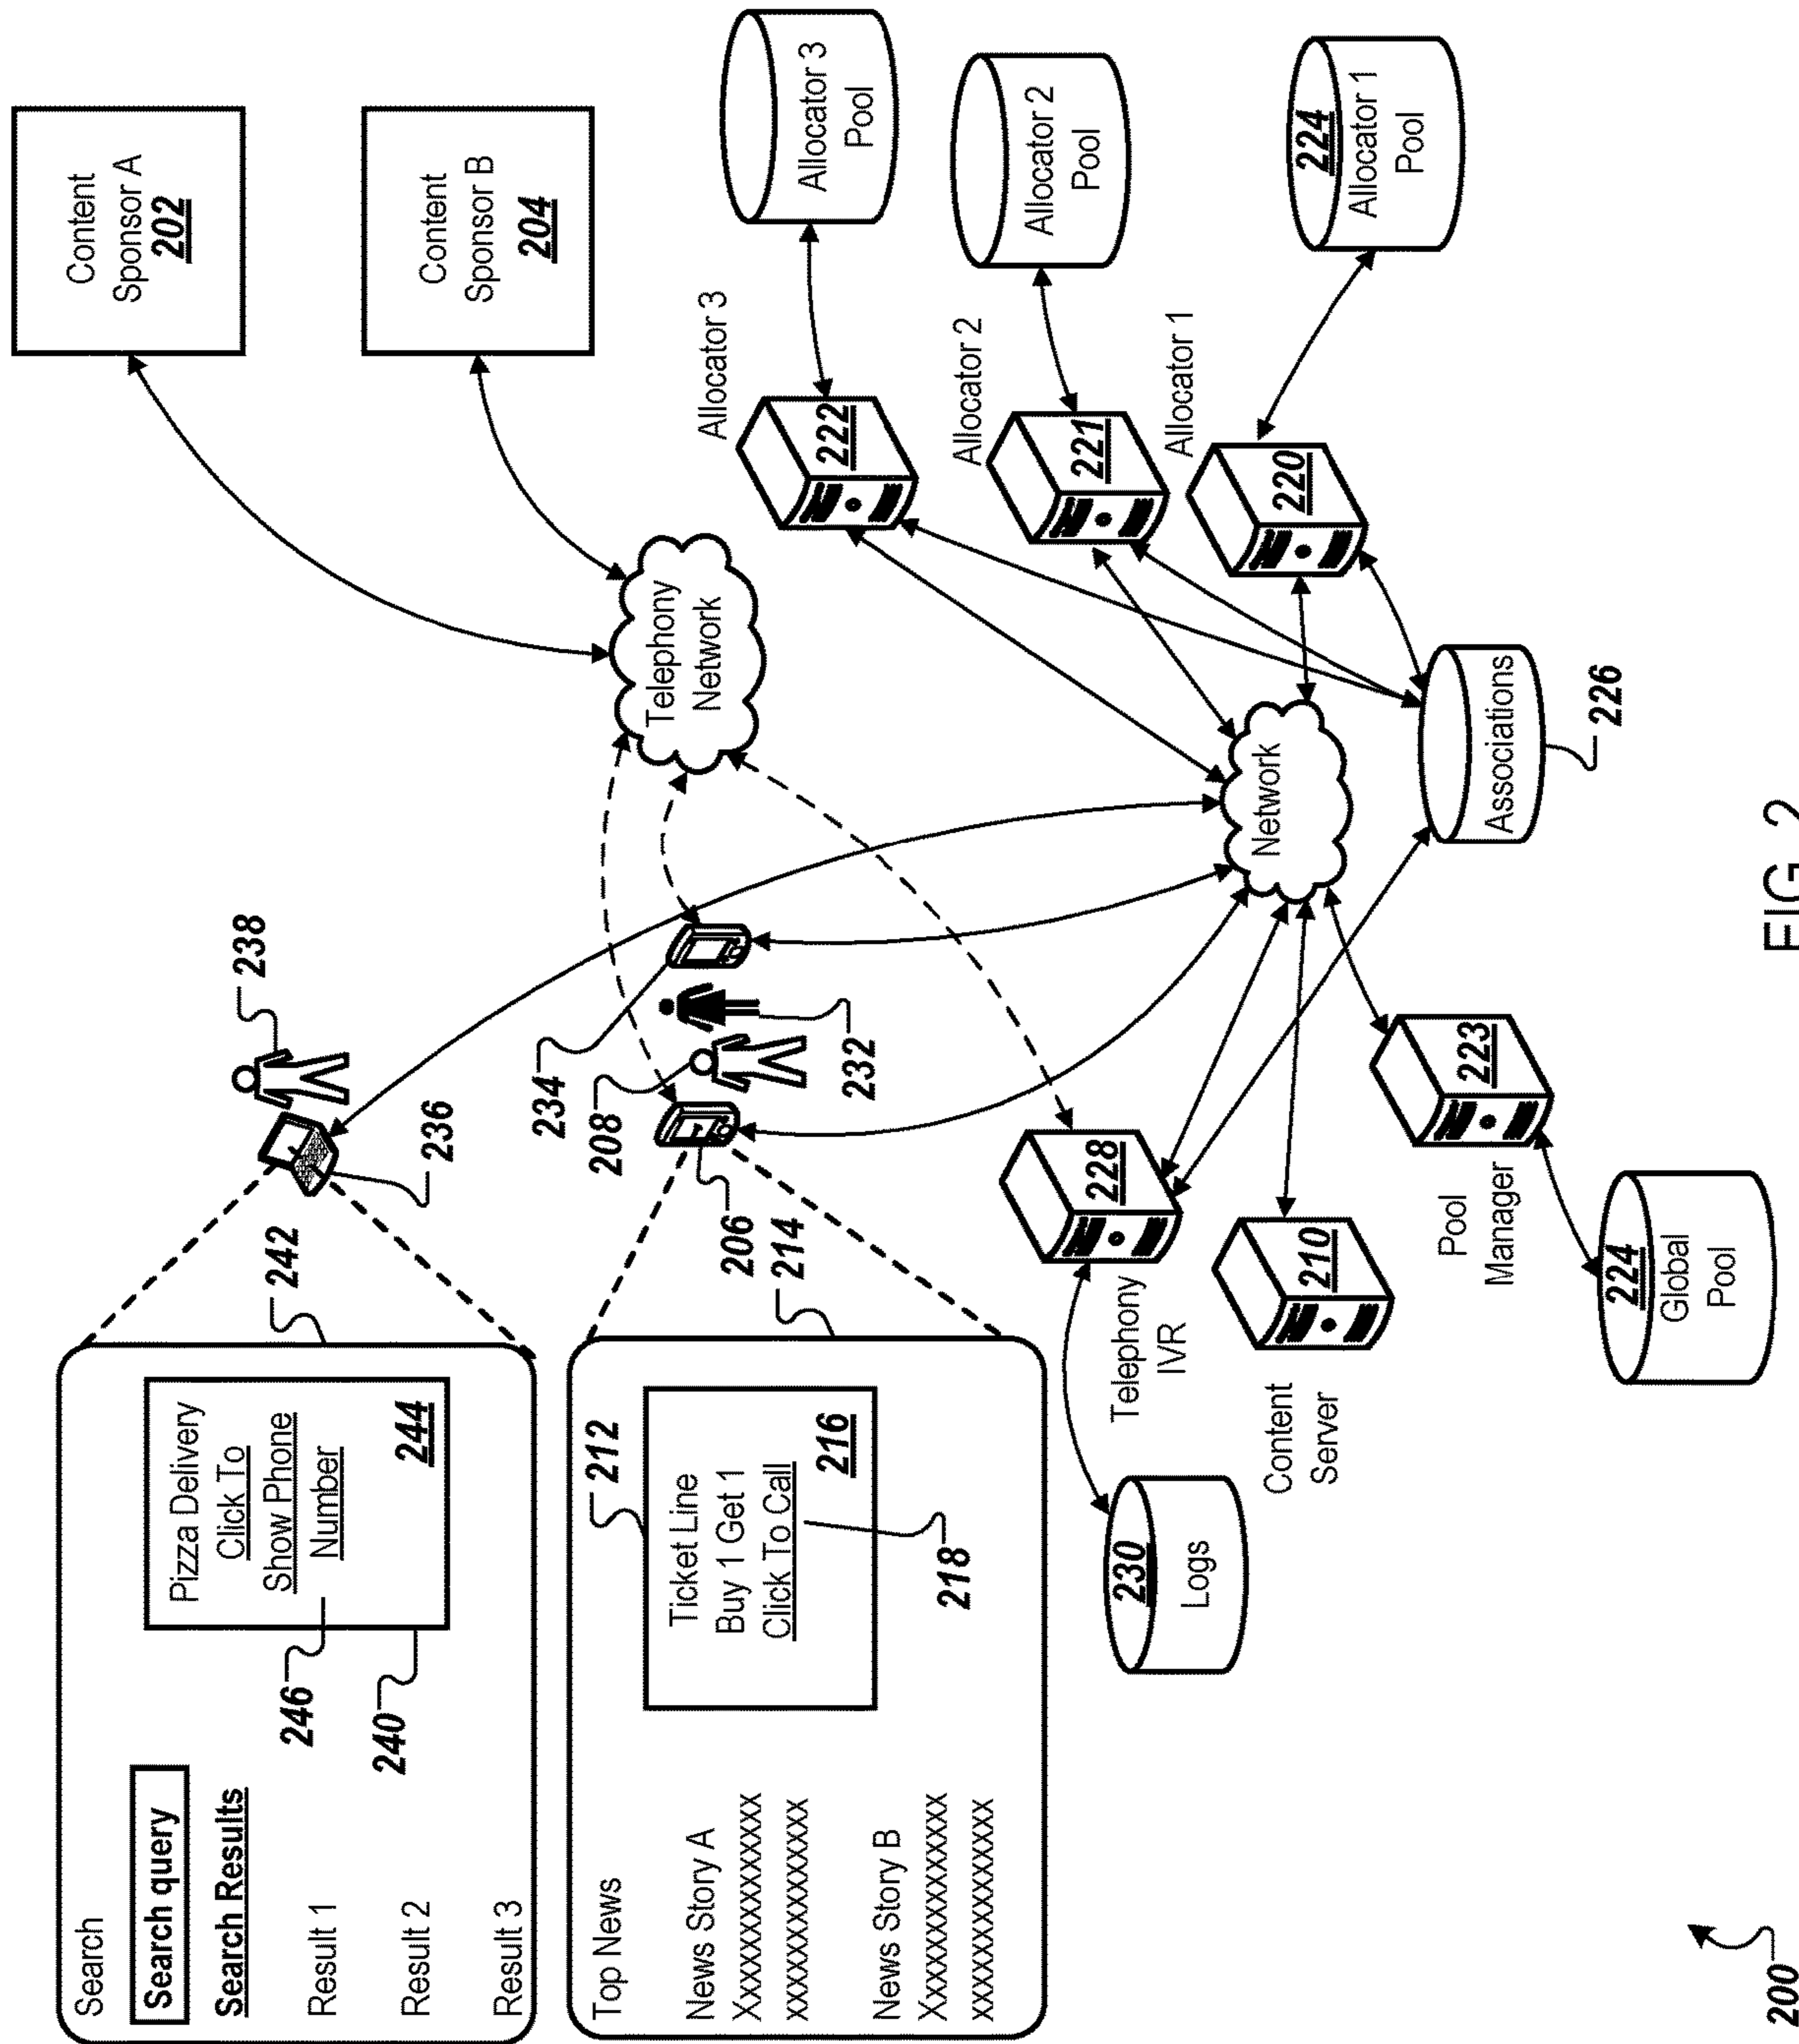 Search
Search query
Search Results
Result 1
Result 2
Result 3
Pizza Delivery
Click To
Show Phone
Number
244
246
240
242
236
238
Content
Sponsor A
202
Content
Sponsor B
204
Top News
News Story A
Xxxxxxxxxxxxxx
xxxxxxxxxxxxx
News Story B
Xxxxxxxxxxxxxx
xxxxxxxxxxxxxx
212
Ticket Line
Buy 1 Get 1
Click To Call
216
218
214
206
208
234
232
Telephony
Network
Allocator 3
222
Allocator 3
Pool
Allocator 2
221
Allocator 2
Pool
Allocator 1
220
224
Allocator 1
Pool
230
Logs
Telephony
IVR
228
Content
Server
210
Pool
Manager
223
224
Global
Pool
Network
Associations
226
200
FIG. 2